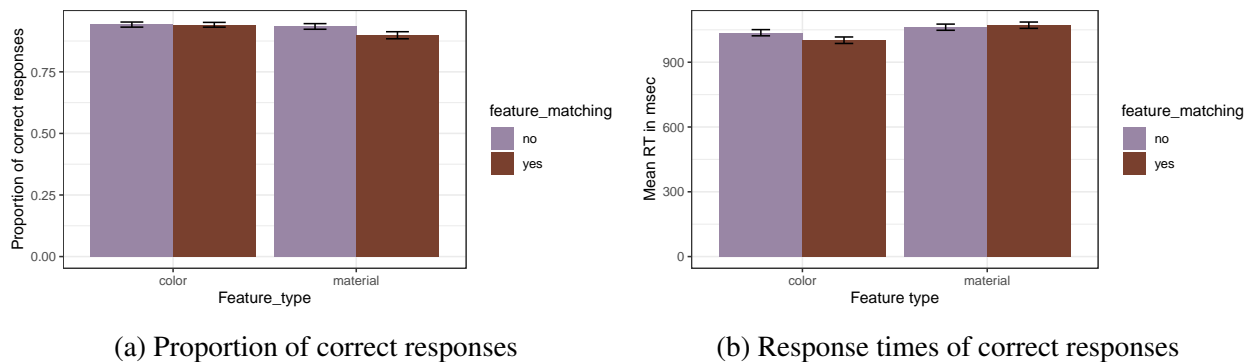 0.75
0.50
0.25
0.00
Proportion of correct responses
color
material
Feature_type
feature_matching
no
yes
(a) Proportion of correct responses
900
600
300
0
Mean RT in msec
color
material
Feature type
feature_matching
no
yes
(b) Response times of correct responses